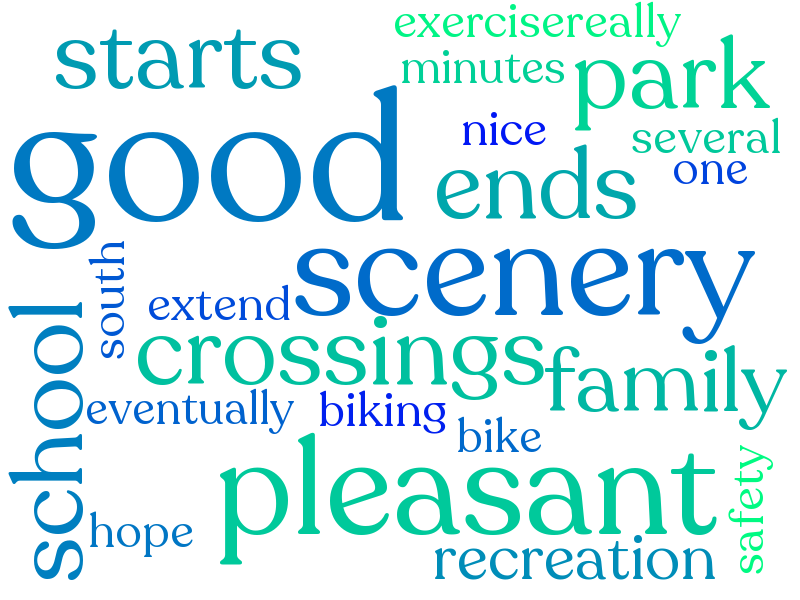 exercisereally
starts
minutes
park
good
nice
several
one
ends
south
scenery
extend
school
crossings
family
eventually
biking
bike
pleasant
safety
hope
recreation